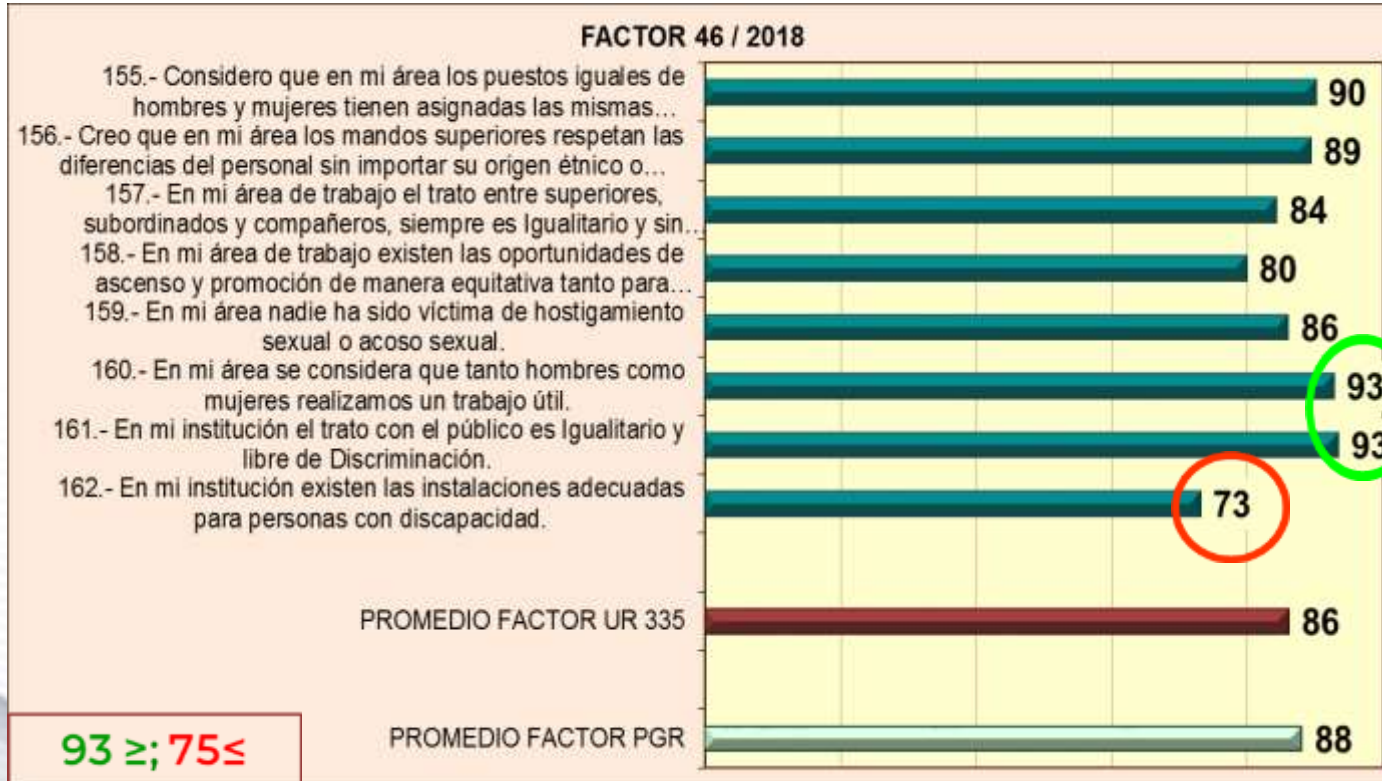 FACTOR 46 / 2018
155.- Considero que en mi área los puestos iguales de
hombres y mujeres tienen asignadas las mismas...
90
156.- Creo que en mi área los mandos superiores respetan las
diferencias del personal sin importar su origen étnico o...
89
157.- En mi área de trabajo el trato entre superiores,
subordinados y compañeros, siempre es Igualitario y sin...
84
158.- En mi área de trabajo existen las oportunidades de
ascenso y promoción de manera equitativa tanto para...
80
159.- En mi área nadie ha sido víctima de hostigamiento
sexual o acoso sexual.
86
160.- En mi área se considera que tanto hombres como
mujeres realizamos un trabajo útil.
93
161.- En mi institución el trato con el público es Igualitario y
libre de Discriminación.
93
162.- En mi institución existen las instalaciones adecuadas
para personas con discapacidad.
73
PROMEDIO FACTOR UR 335
86
PROMEDIO FACTOR PGR
88
93 ≥; 75≤